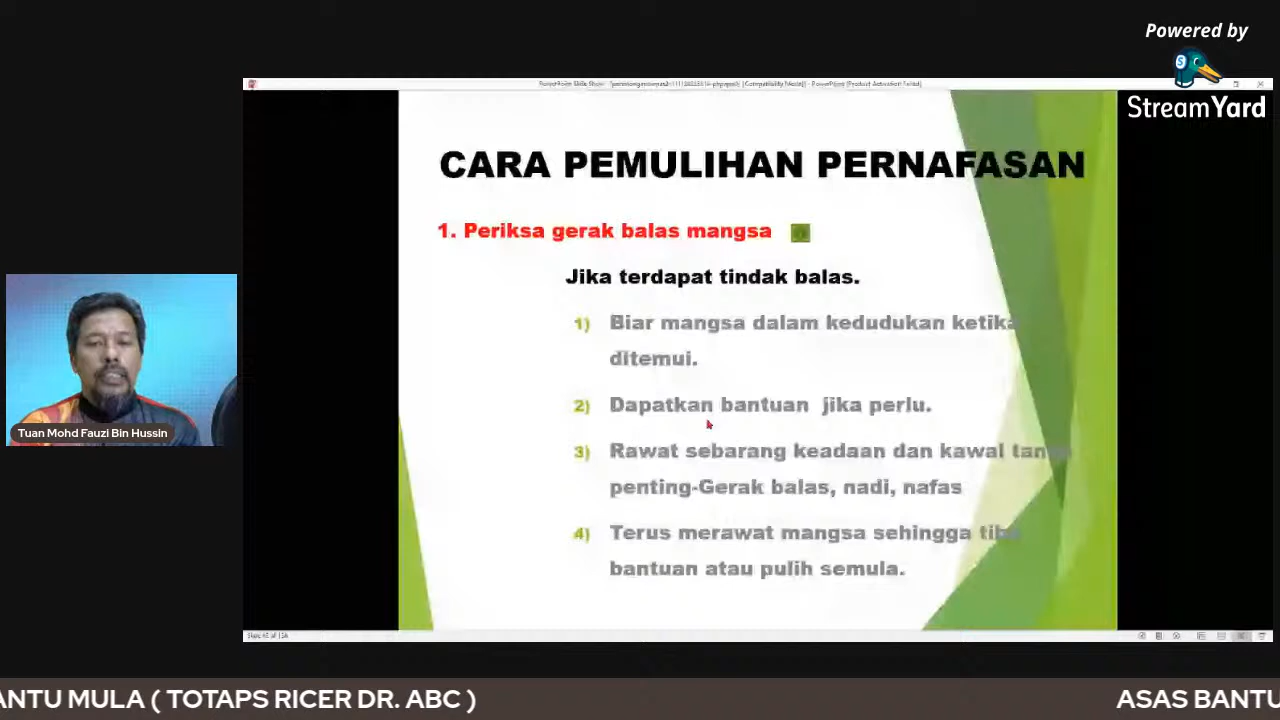 Powered by
StreamYard
CARA PEMULIHAN PERNAFASAN
1. Periksa gerak balas mangsa
Jika terdapat tindak balas.
1) Biar mangsa dalam kedudukan ketika
ditemui.
2) Dapatkan bantuan jika perlu.
3) Rawat sebarang keadaan dan kawal
penting-Gerak balas, nadi, nafas
4) Terus merawat mangsa sehingga tiba
bantuan atau pulih semula.
Tuan Mohd Fauzi Bin Hussin
ANTU MULA ( TOTAPS RICER DR. ABC )
ASAS BANTU